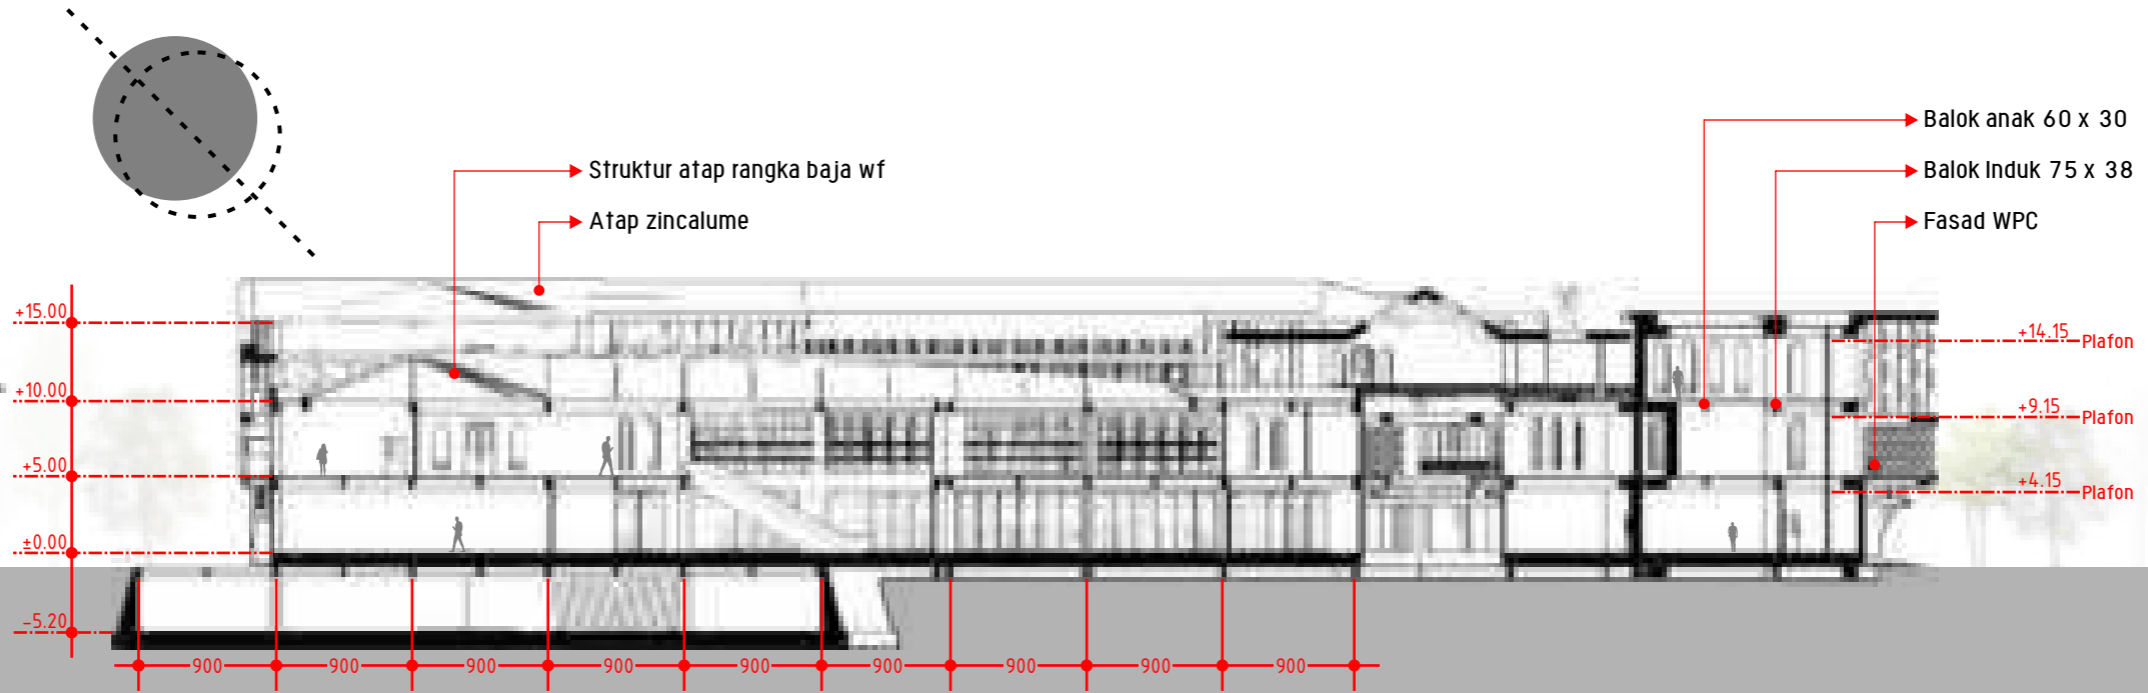 Balok anak 60 x 30
Struktur atap rangka baja wf
Balok Induk 75 x 38
Atap zincalume
Fasad WPC
+15.00
+14.15 Plafon
+10.00
+9.15 Plafon
+5.00
+4.15 Plafon
±0.00
−5.20
900 900 900 900 900 900 900 900 900